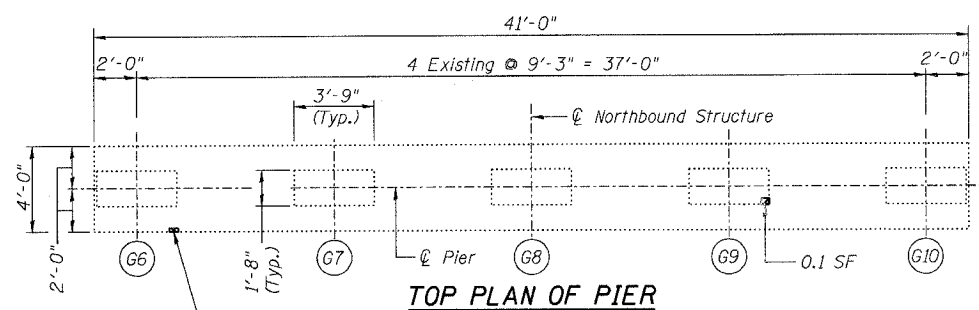 41'-0"
2'-0"
4 Existing @ 9'-3" = 37'-0"
2'-0"
3'-9"
(Typ.)
℄ Northbound Structure
4'-0"
2'-0"
1'-8"
(Typ.)
G6
G7
℄ Pier
G8
G9
0.1 SF
G10
TOP PLAN OF PIER